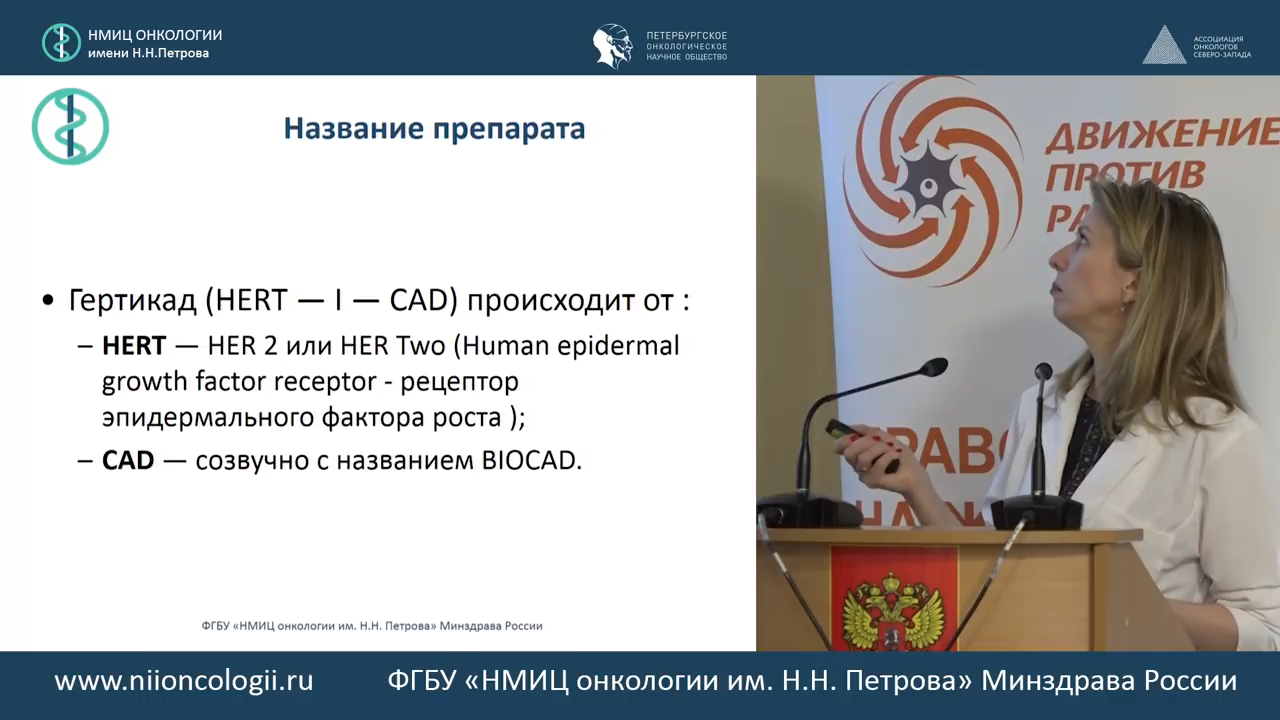 НМИЦ ОНКОЛОГИИ
имени Н.Н.Петрова
ПЕТЕРБУРГСКОЕ
ОНКОЛОГИЧЕСКОЕ
НАУЧНОЕ ОБЩЕСТВО
АССОЦИАЦИЯ
ОНКОЛОГОВ
СЕВЕРО-ЗАПАДА
Название препарата
• Гертикад (HERT — I — CAD) происходит от :
– HERT — HER 2 или HER Two (Human epidermal
growth factor receptor - рецептор
эпидермального фактора роста );
– CAD — созвучно с названием BIOCAD.
ФГБУ «НМИЦ онкологии им. Н.Н. Петрова» Минздрава России
ДВИЖЕНИЕ
ПРОТИВ
www.niioncologii.ru
ФГБУ «НМИЦ онкологии им. Н.Н. Петрова» Минздрава России